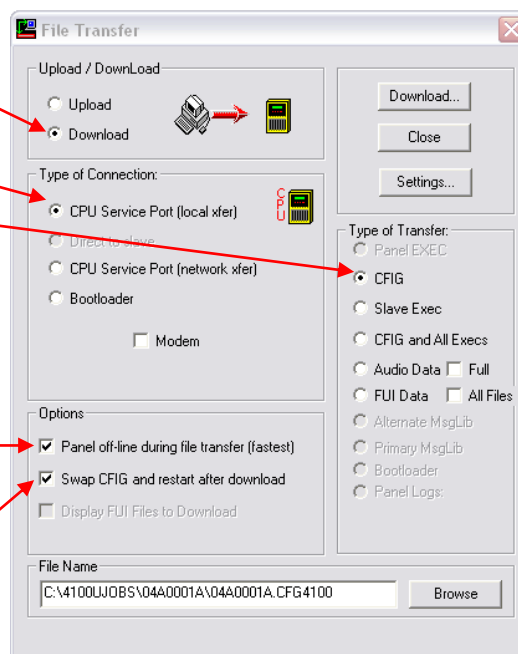 File Transfer
Upload / DownLoad
Upload
Download
Type of Connection:
CPU
CPU Service Port (local xfer)
Direct to slave
CPU Service Port (network xfer)
Bootloader
Modem
Options
Panel off-line during file transfer (fastest)
Swap CFIG and restart after download
Display FUI Files to Download
Download...
Close
Settings...
Type of Transfer:
Panel EXEC
CFIG
Slave Exec
CFIG and All Execs
Audio Data Full
FUI Data All Files
Alternate MsgLib
Primary MsgLib
Bootloader
Panel Logs:
File Name
C:\4100UJOBS\04A0001A\04A0001A.CFG4100
Browse